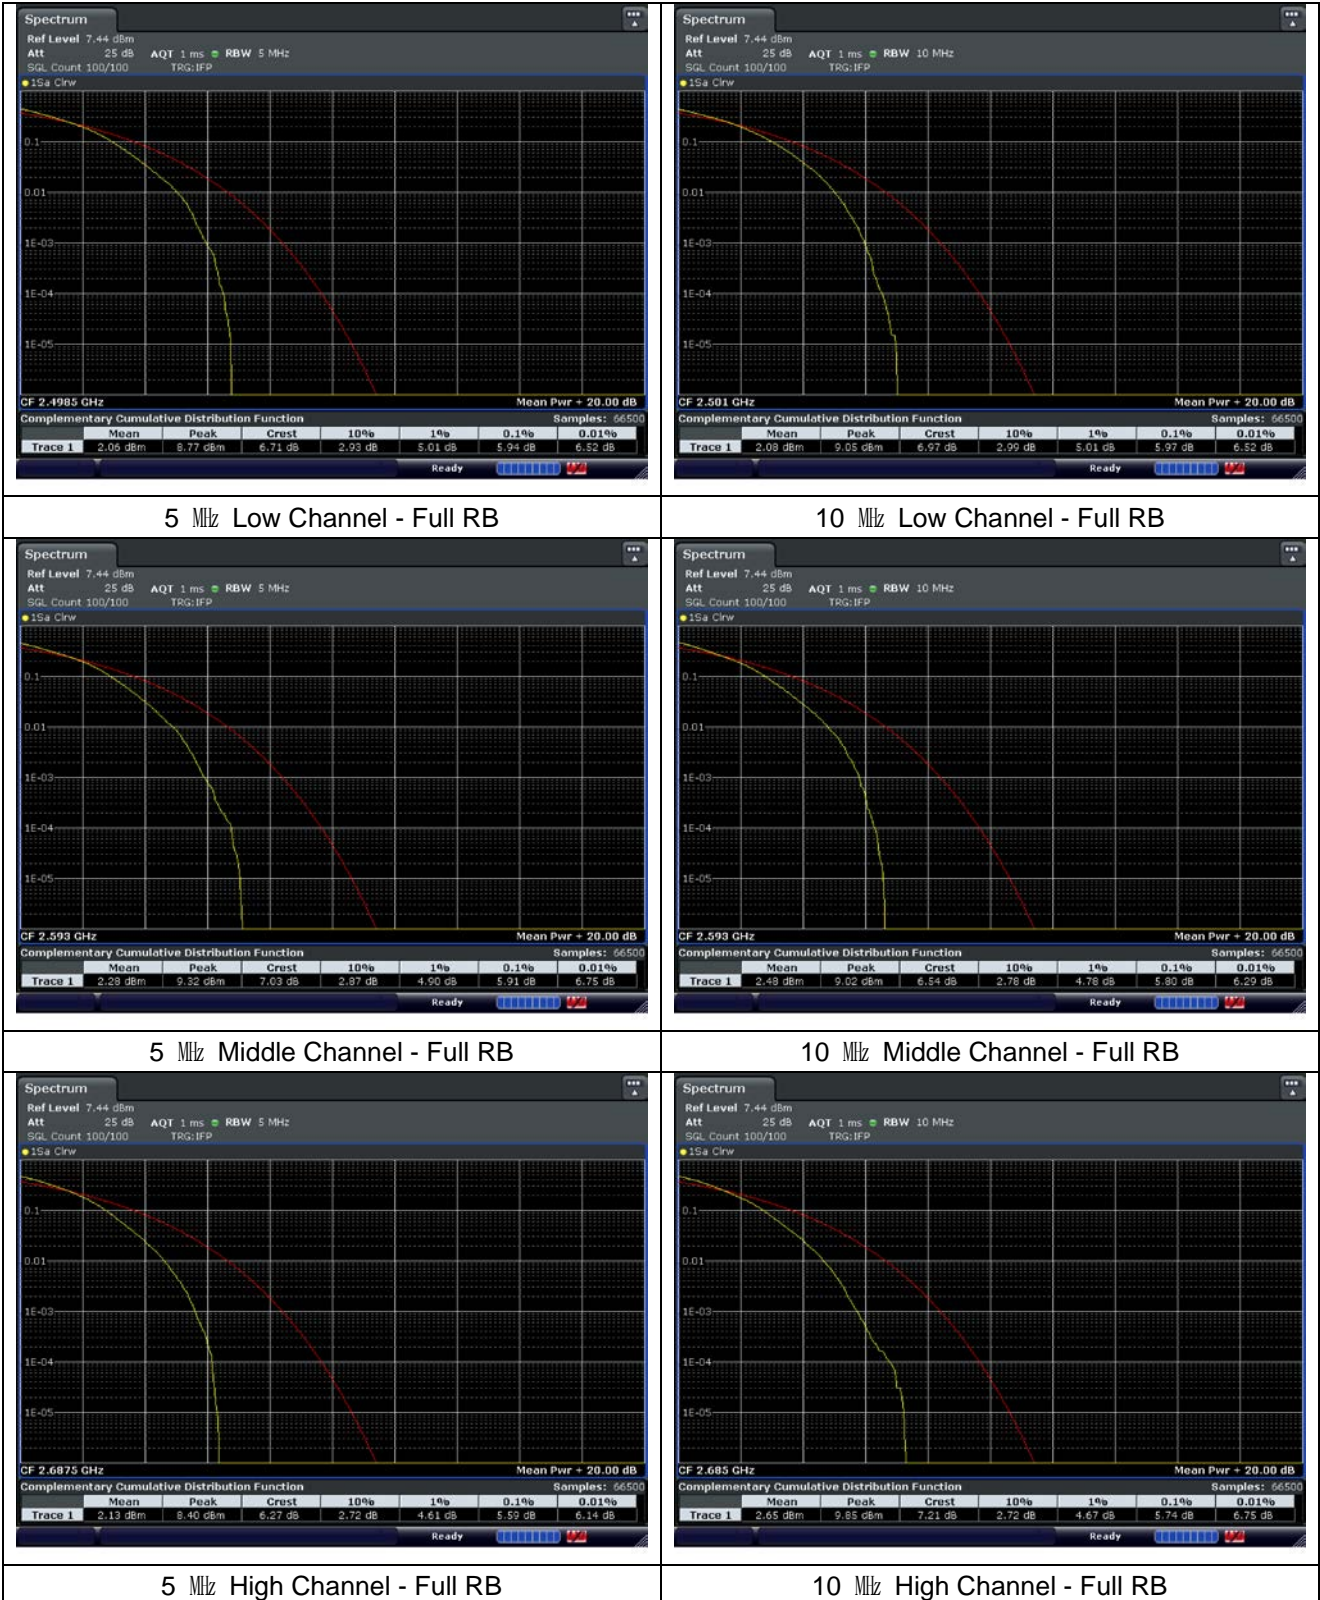 Spectrum
Ref Level 7.44 dBm
Att 25 dB AQT 1 ms RBW 5 MHz
SGL Count 100/100 TRG:IFP
1Sa Clrw
0.1
0.01
1E-03
1E-04
1E-05
CF 2.4985 GHz Mean Pwr + 20.00 dB
Complementary Cumulative Distribution Function Samples: 66500
Mean Peak Crest 10% 1% 0.1% 0.01%
Trace 1 2.06 dBm 8.77 dBm 6.71 dB 2.93 dB 5.01 dB 5.94 dB 6.52 dB
Ready
5 ㎒ Low Channel - Full RB
Spectrum
Ref Level 7.44 dBm
Att 25 dB AQT 1 ms RBW 10 MHz
SGL Count 100/100 TRG:IFP
1Sa Clrw
0.1
0.01
1E-03
1E-04
1E-05
CF 2.501 GHz Mean Pwr + 20.00 dB
Complementary Cumulative Distribution Function Samples: 66500
Mean Peak Crest 10% 1% 0.1% 0.01%
Trace 1 2.08 dBm 9.05 dBm 6.97 dB 2.99 dB 5.01 dB 5.97 dB 6.52 dB
Ready
10 ㎒ Low Channel - Full RB
Spectrum
Ref Level 7.44 dBm
Att 25 dB AQT 1 ms RBW 5 MHz
SGL Count 100/100 TRG:IFP
1Sa Clrw
0.1
0.01
1E-03
1E-04
1E-05
CF 2.593 GHz Mean Pwr + 20.00 dB
Complementary Cumulative Distribution Function Samples: 66500
Mean Peak Crest 10% 1% 0.1% 0.01%
Trace 1 2.28 dBm 9.32 dBm 7.03 dB 2.87 dB 4.90 dB 5.91 dB 6.75 dB
Ready
5 ㎒ Middle Channel - Full RB
Spectrum
Ref Level 7.44 dBm
Att 25 dB AQT 1 ms RBW 10 MHz
SGL Count 100/100 TRG:IFP
1Sa Clrw
0.1
0.01
1E-03
1E-04
1E-05
CF 2.593 GHz Mean Pwr + 20.00 dB
Complementary Cumulative Distribution Function Samples: 66500
Mean Peak Crest 10% 1% 0.1% 0.01%
Trace 1 2.48 dBm 9.02 dBm 6.54 dB 2.78 dB 4.78 dB 5.80 dB 6.29 dB
Ready
10 ㎒ Middle Channel - Full RB
Spectrum
Ref Level 7.44 dBm
Att 25 dB AQT 1 ms RBW 5 MHz
SGL Count 100/100 TRG:IFP
1Sa Clrw
0.1
0.01
1E-03
1E-04
1E-05
CF 2.6875 GHz Mean Pwr + 20.00 dB
Complementary Cumulative Distribution Function Samples: 66500
Mean Peak Crest 10% 1% 0.1% 0.01%
Trace 1 2.13 dBm 8.40 dBm 6.27 dB 2.72 dB 4.61 dB 5.59 dB 6.14 dB
Ready
5 ㎒ High Channel - Full RB
Spectrum
Ref Level 7.44 dBm
Att 25 dB AQT 1 ms RBW 10 MHz
SGL Count 100/100 TRG:IFP
1Sa Clrw
0.1
0.01
1E-03
1E-04
1E-05
CF 2.685 GHz Mean Pwr + 20.00 dB
Complementary Cumulative Distribution Function Samples: 66500
Mean Peak Crest 10% 1% 0.1% 0.01%
Trace 1 2.65 dBm 9.85 dBm 7.21 dB 2.72 dB 4.67 dB 5.74 dB 6.75 dB
Ready
10 ㎒ High Channel - Full RB